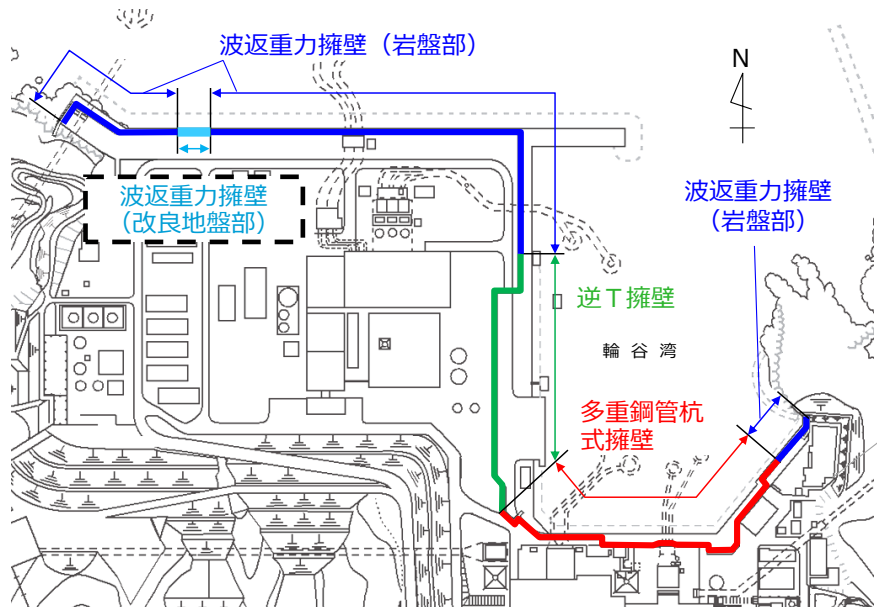 波返重力擁壁（岩盤部）
N
波返重力擁壁
（改良地盤部）
波返重力擁壁
（岩盤部）
逆Ｔ擁壁
輪谷湾
多重鋼管杭
式擁壁